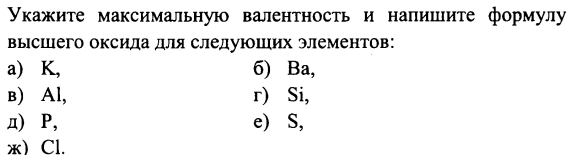 Укажите максимальную валентность и напишите формулу
высшего оксида для следующих элементов:
а) K, б) Ba,
в) Al, г) Si,
д) P, е) S,
ж) Cl.